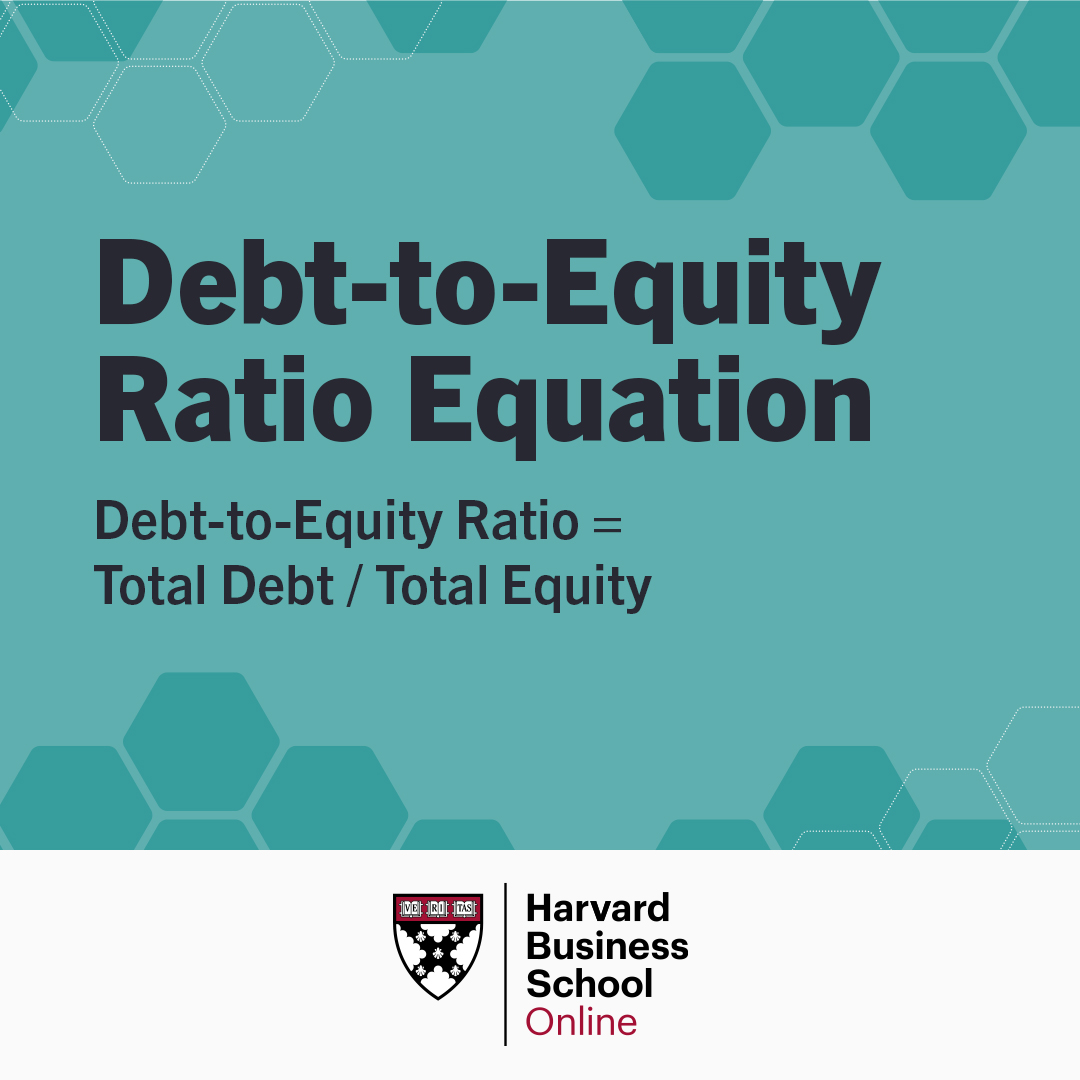 Debt-to-Equity
Ratio Equation
Debt-to-Equity Ratio =
Total Debt / Total Equity
VE RI TAS
Harvard
Business
School
Online